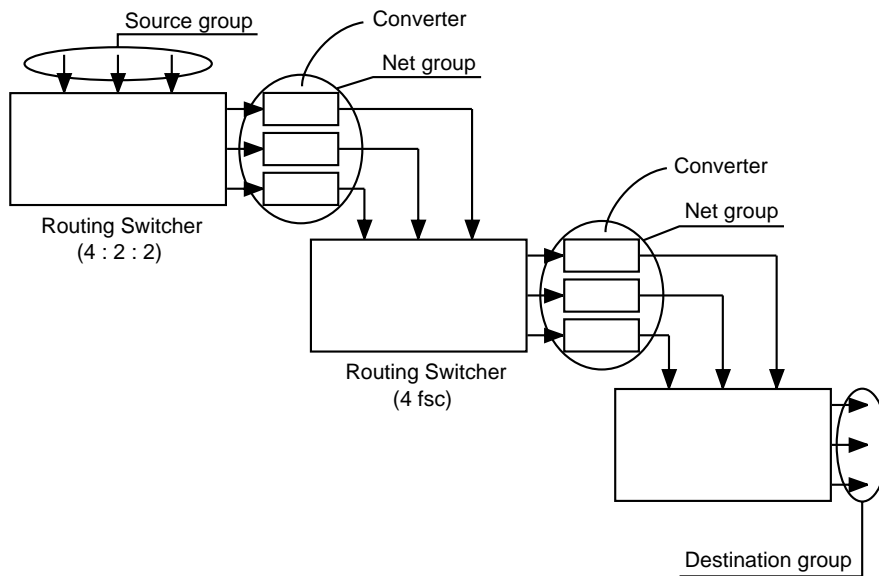 Source group
Converter
Net group
Routing Switcher
(4 : 2 : 2)
Converter
Net group
Routing Switcher
(4 fsc)
Destination group